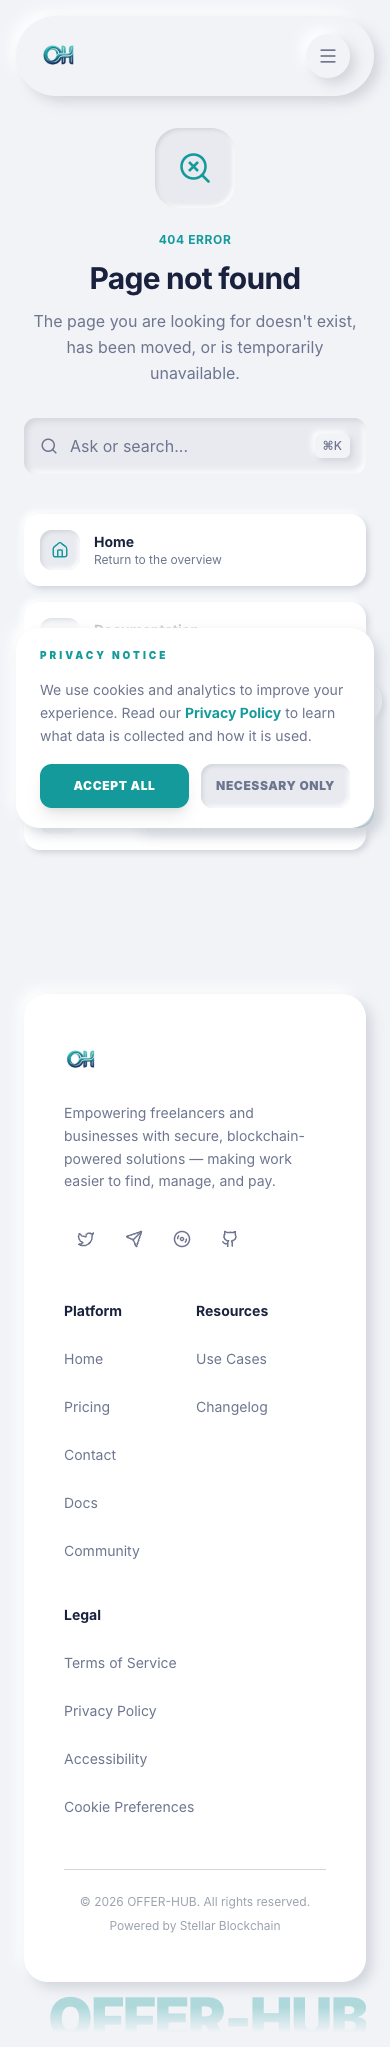 OH
404 ERROR
Page not found
The page you are looking for doesn't exist,
has been moved, or is temporarily
unavailable.
Ask or search...
⌘K
Home
Return to the overview
Documentation
PRIVACY NOTICE
We use cookies and analytics to improve your
experience. Read our Privacy Policy to learn
what data is collected and how it is used.
ACCEPT ALL
NECESSARY ONLY
OH
Empowering freelancers and
businesses with secure, blockchain-
powered solutions — making work
easier to find, manage, and pay.
Platform
Home
Pricing
Contact
Docs
Community
Resources
Use Cases
Changelog
Legal
Terms of Service
Privacy Policy
Accessibility
Cookie Preferences
© 2026 OFFER-HUB. All rights reserved.
Powered by Stellar Blockchain
OFFER-HUB